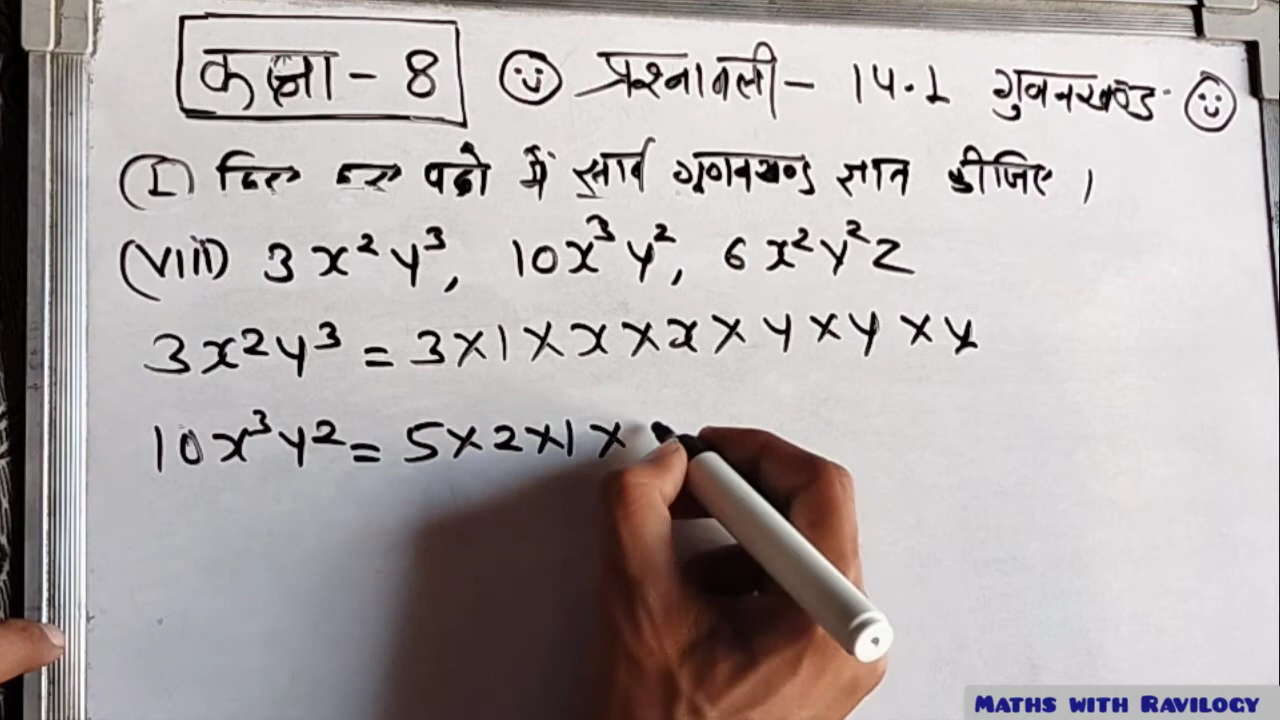 कक्षा - 8 प्रश्नावली - 14.1 गुणनखण्ड
(I) दिए गए पदों में सार्व गुणनखण्ड ज्ञात कीजिए।
(Viii) 3x²y³, 10x³y², 6x²y²z
3x²y³ = 3×1×x×x×y×y×y
10x³y² = 5×2×1×
MATHS WITH RAVILOGY